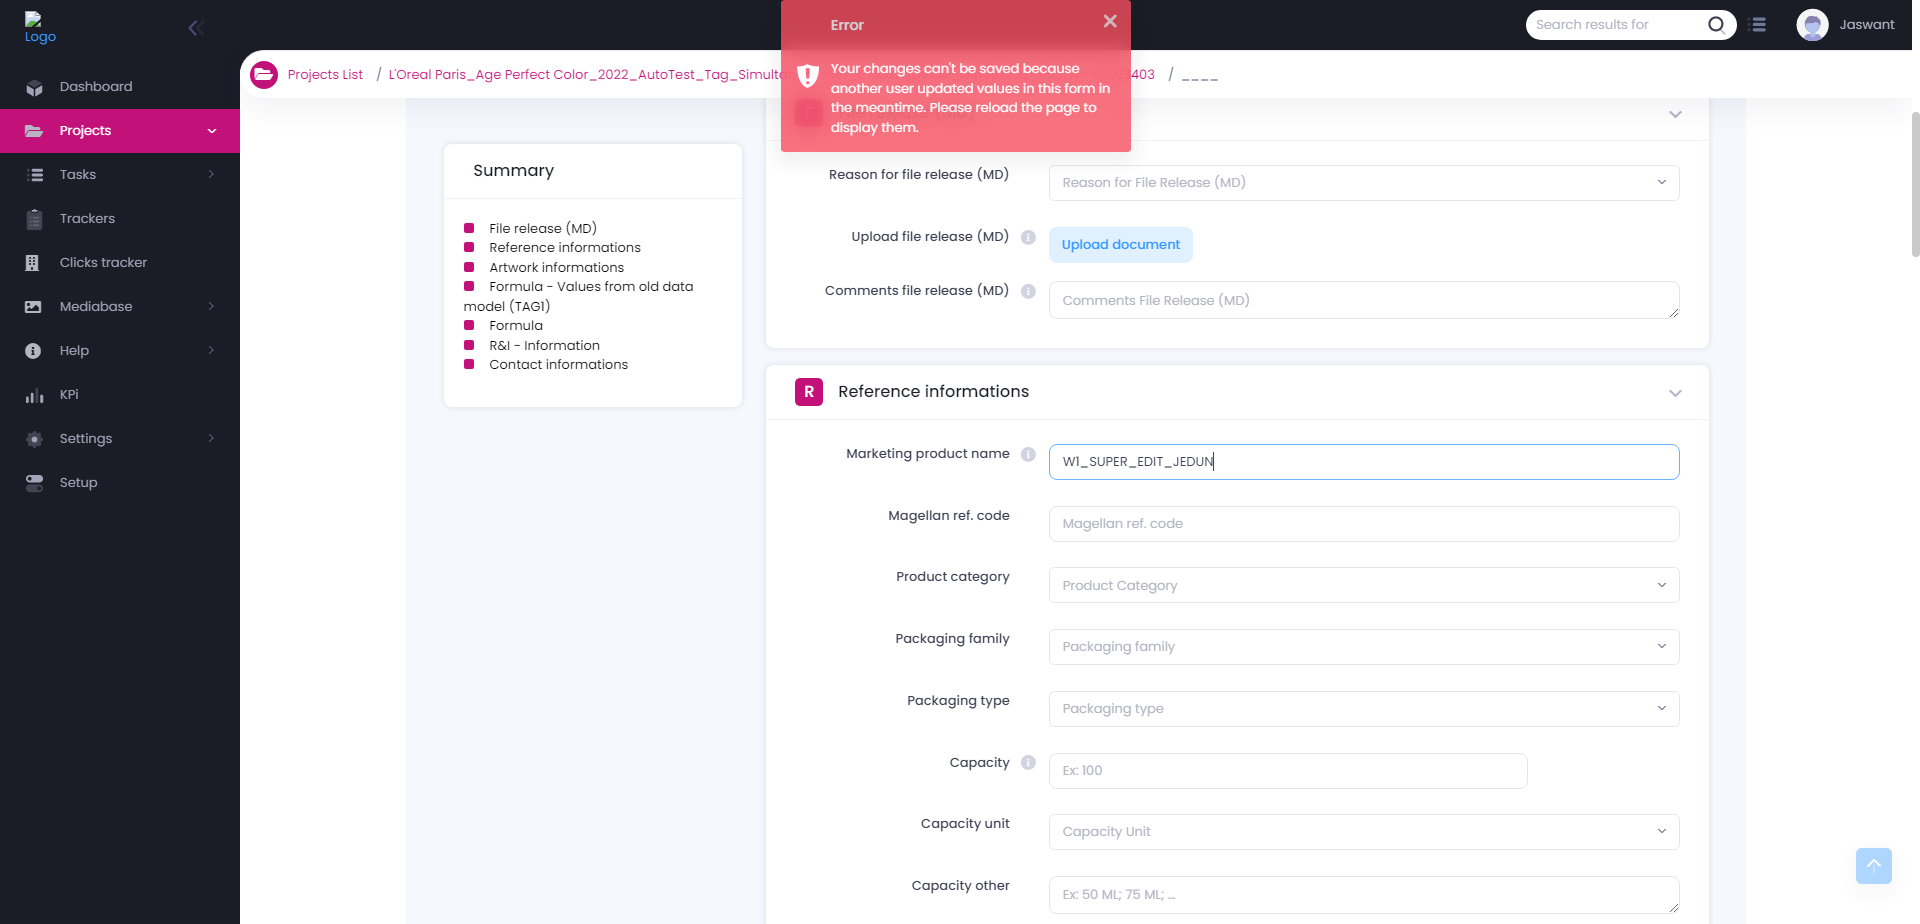 Logo
Dashboard
Projects
Tasks
Trackers
Clicks tracker
Mediabase
Help
KPi
Settings
Setup
Error
Your changes can't be saved because
another user updated values in this form in
the meantime. Please reload the page to
display them.
Search results for
Jaswant
Projects List / L'Oreal Paris_Age Perfect Color_2022_AutoTest_Tag_Simulta
3403 / ____
Summary
File release (MD)
Reference informations
Artwork informations
Formula - Values from old data
model (TAG1)
Formula
R&I - Information
Contact informations
Reason for file release (MD)
Reason for File Release (MD)
Upload file release (MD)
Upload document
Comments file release (MD)
Comments File Release (MD)
R Reference informations
Marketing product name
W1_SUPER_EDIT_JEDUN
Magellan ref. code
Magellan ref. code
Product category
Product Category
Packaging family
Packaging family
Packaging type
Packaging type
Capacity
Ex: 100
Capacity unit
Capacity Unit
Capacity other
Ex: 50 ML; 75 ML; ...